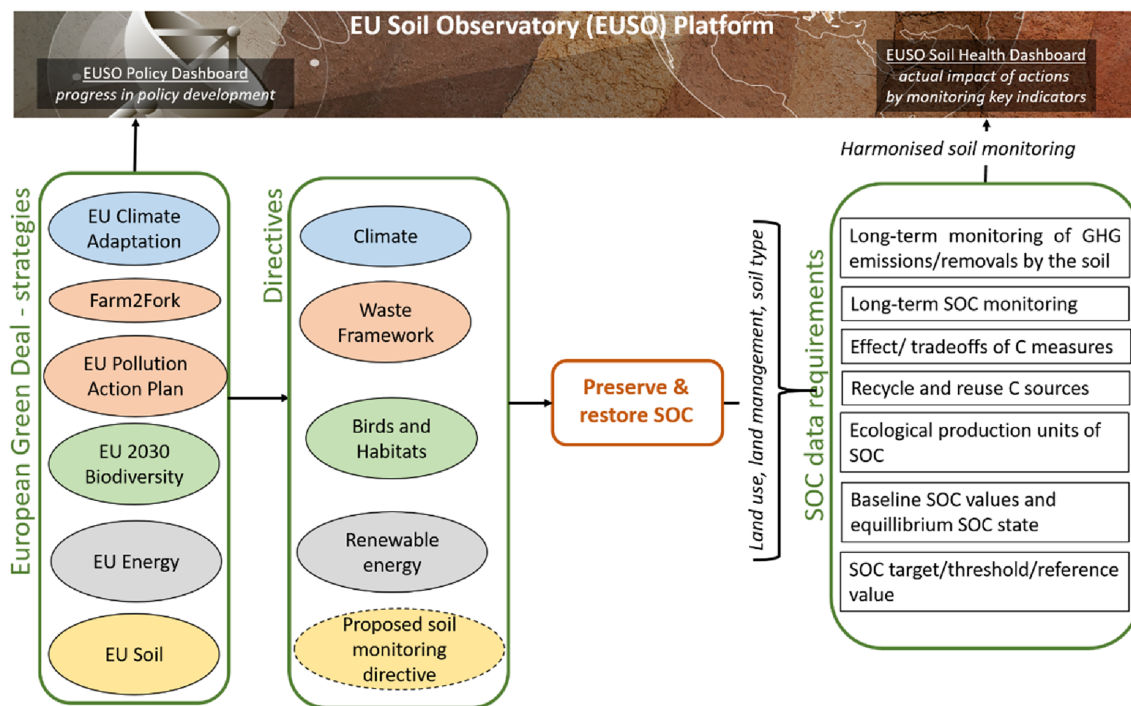 EU Soil Observatory (EUSO) Platform
EUSO Policy Dashboard
progress in policy development
EUSO Soil Health Dashboard
actual impact of actions
by monitoring key indicators
Harmonised soil monitoring
European Green Deal - strategies
EU Climate
Adaptation
Farm2Fork
EU Pollution
Action Plan
EU 2030
Biodiversity
EU Energy
EU Soil
Directives
Climate
Waste
Framework
Birds and
Habitats
Renewable
energy
Proposed soil
monitoring
directive
Preserve &
restore SOC
Land use, land management, soil type
SOC data requirements
Long-term monitoring of GHG
emissions/removals by the soil
Long-term SOC monitoring
Effect/ tradeoffs of C measures
Recycle and reuse C sources
Ecological production units of
SOC
Baseline SOC values and
equillibrium SOC state
SOC target/threshold/reference
value